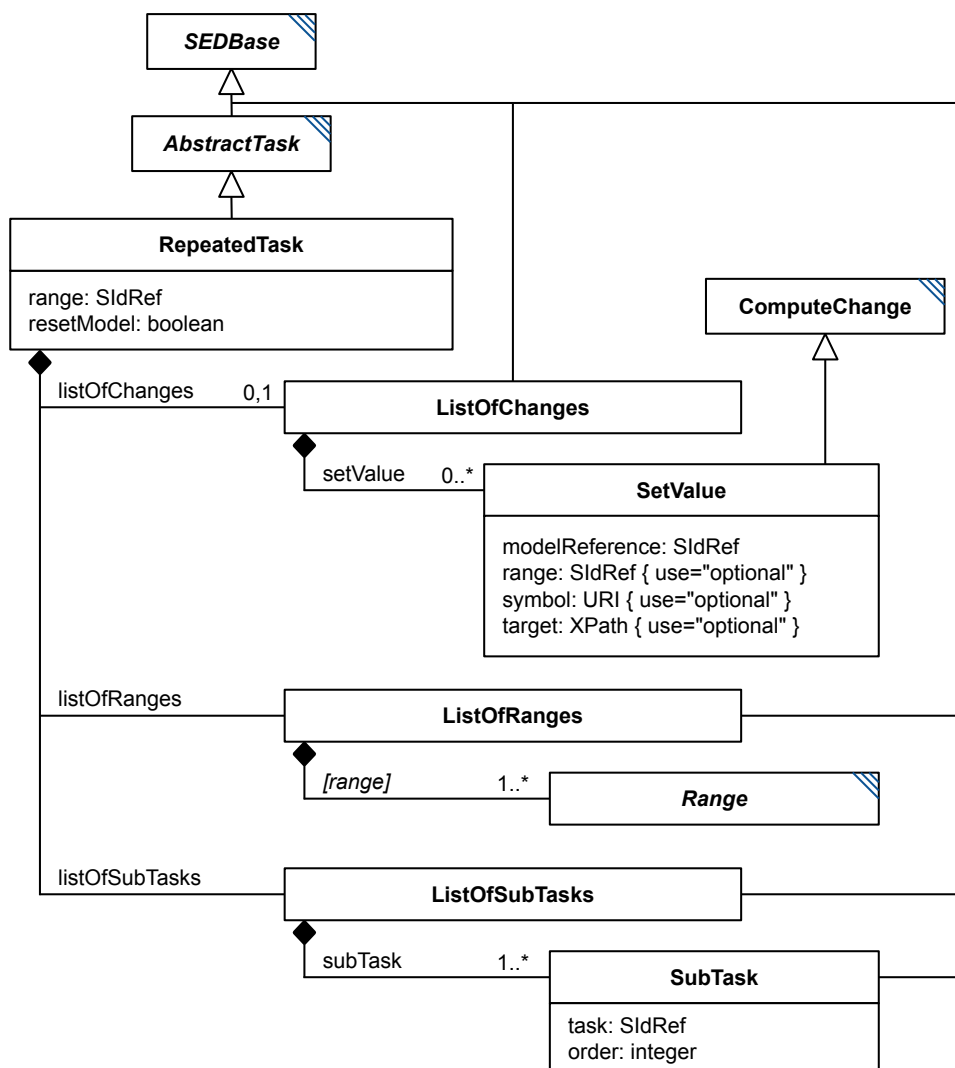 SEDBase
AbstractTask
RepeatedTask
range: SIdRef
resetModel: boolean
ComputeChange
listOfChanges 0,1
ListOfChanges
setValue 0..*
SetValue
modelReference: SIdRef
range: SIdRef { use="optional" }
symbol: URI { use="optional" }
target: XPath { use="optional" }
listOfRanges
ListOfRanges
[range] 1..*
Range
listOfSubTasks
ListOfSubTasks
subTask 1..*
SubTask
task: SIdRef
order: integer